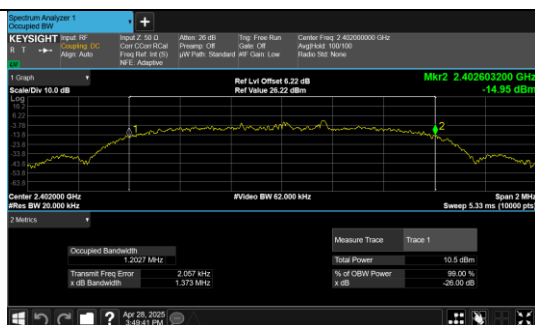 Spectrum Analyzer 1
Occupied BW
+
KEYSIGHT Input: RF
R T Coupling: DC
Align: Auto
Input Z: 50 Ω
Corr CCorr RCal
Freq Ref: Int (S)
NFE: Adaptive
Atten: 26 dB
Preamp: Off
µW Path: Standard
Trig: Free Run
Gate: Off
#IF Gain: Low
Center Freq: 2.402000000 GHz
Avg|Hold: 100/100
Radio Std: None
LV
1 Graph
Scale/Div 10.0 dB
Ref Lvl Offset 6.22 dB
Ref Value 26.22 dBm
Mkr2 2.402603200 GHz
-14.95 dBm
Log
16.2
6.22
-3.78
-13.8
-23.8
-33.8
-43.8
-53.8
-63.8
1
2
Center 2.402000 GHz
#Res BW 20.000 kHz
#Video BW 62.000 kHz
Span 2 MHz
Sweep 5.33 ms (10000 pts)
2 Metrics
Occupied Bandwidth
1.2027 MHz
Transmit Freq Error 2.057 kHz
x dB Bandwidth 1.373 MHz
Measure Trace Trace 1
Total Power 10.5 dBm
% of OBW Power 99.00 %
x dB -26.00 dB
?
Apr 28, 2025
3:49:41 PM